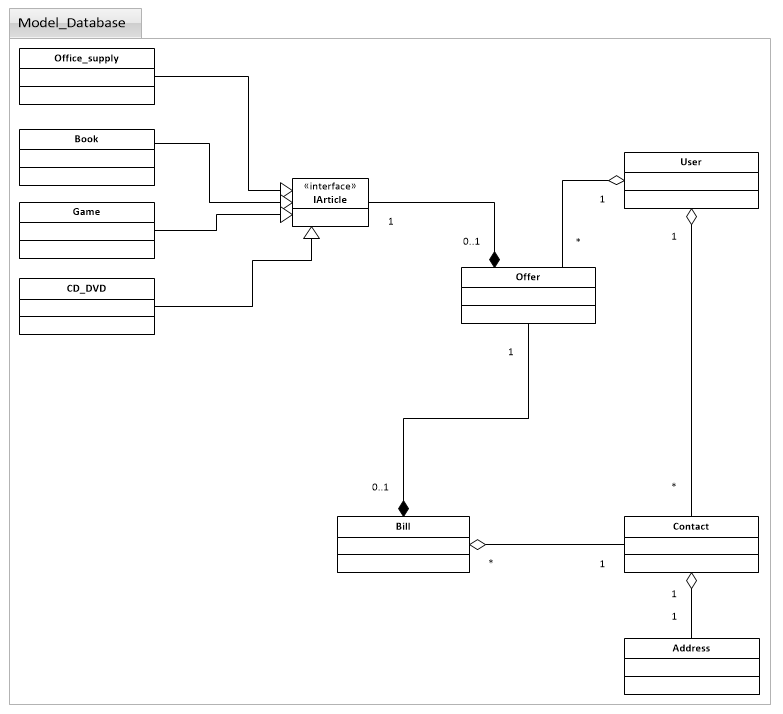 Model_Database
Office_supply
Book
Game
CD_DVD
«interface»
IArticle
1
0..1
Offer
*
1
User
1
1
0..1
Bill
*
1
*
Contact
1
1
Address